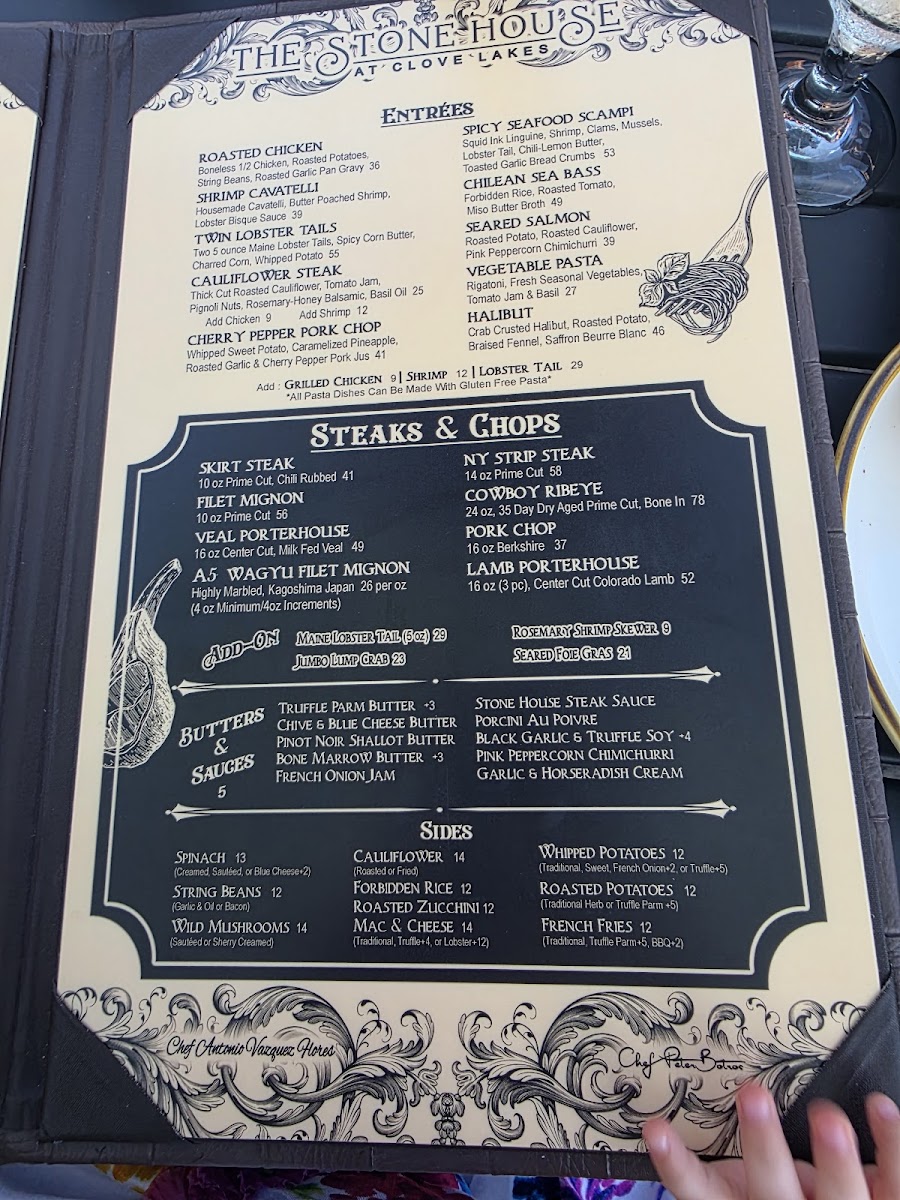 THE STONE HOUSE
AT CLOVE LAKES
ENTRÉES
ROASTED CHICKEN
Boneless 1/2 Chicken, Roasted Potatoes,
String Beans, Roasted Garlic Pan Gravy 36
SHRIMP CAVATELLI
Housemade Cavatelli, Butter Poached Shrimp,
Lobster Bisque Sauce 39
TWIN LOBSTER TAILS
Two 5 ounce Maine Lobster Tails, Spicy Corn Butter,
Charred Corn, Whipped Potato 55
CAULIFLOWER STEAK
Thick Cut Roasted Cauliflower, Tomato Jam,
Pignoli Nuts, Rosemary-Honey Balsamic, Basil Oil 25
Add Chicken 9 Add Shrimp 12
CHERRY PEPPER PORK CHOP
Whipped Sweet Potato, Caramelized Pineapple,
Roasted Garlic & Cherry Pepper Pork Jus 41
SPICY SEAFOOD SCAMPI
Squid Ink Linguine, Shrimp, Clams, Mussels,
Lobster Tail, Chili-Lemon Butter,
Toasted Garlic Bread Crumbs 53
CHILEAN SEA BASS
Forbidden Rice, Roasted Tomato,
Miso Butter Broth 49
SEARED SALMON
Roasted Potato, Roasted Cauliflower,
Pink Peppercorn Chimichurri 39
VEGETABLE PASTA
Rigatoni, Fresh Seasonal Vegetables,
Tomato Jam & Basil 27
HALIBUT
Crab Crusted Halibut, Roasted Potato,
Braised Fennel, Saffron Beurre Blanc 46
Add : GRILLED CHICKEN 9 | SHRIMP 12 | LOBSTER TAIL 29
*All Pasta Dishes Can Be Made With Gluten Free Pasta*
STEAKS & CHOPS
SKIRT STEAK
10 oz Prime Cut, Chili Rubbed 41
FILET MIGNON
10 oz Prime Cut 56
VEAL PORTERHOUSE
16 oz Center Cut, Milk Fed Veal 49
A5 WAGYU FILET MIGNON
Highly Marbled, Kagoshima Japan 26 per oz
(4 oz Minimum/4oz Increments)
NY STRIP STEAK
14 oz Prime Cut 58
COWBOY RIBEYE
24 oz, 35 Day Dry Aged Prime Cut, Bone In 78
PORK CHOP
16 oz Berkshire 37
LAMB PORTERHOUSE
16 oz (3 pc), Center Cut Colorado Lamb 52
ADD-ON
MAINE LOBSTER TAIL (5 OZ) 29
JUMBO LUMP CRAB 23
ROSEMARY SHRIMP SKEWER 9
SEARED FOIE GRAS 21
BUTTERS
&
SAUCES
5
TRUFFLE PARM BUTTER +3
CHIVE & BLUE CHEESE BUTTER
PINOT NOIR SHALLOT BUTTER
BONE MARROW BUTTER +3
FRENCH ONION JAM
STONE HOUSE STEAK SAUCE
PORCINI AU POIVRE
BLACK GARLIC & TRUFFLE SOY +4
PINK PEPPERCORN CHIMICHURRI
GARLIC & HORSERADISH CREAM
SIDES
SPINACH 13
(Creamed, Sautéed, or Blue Cheese+2)
STRING BEANS 12
(Garlic & Oil or Bacon)
WILD MUSHROOMS 14
(Sautéed or Sherry Creamed)
CAULIFLOWER 14
(Roasted or Fried)
FORBIDDEN RICE 12
ROASTED ZUCCHINI 12
MAC & CHEESE 14
(Traditional, Truffle+4, or Lobster+12)
WHIPPED POTATOES 12
(Traditional, Sweet, French Onion+2, or Truffle+5)
ROASTED POTATOES 12
(Traditional Herb or Truffle Parm +5)
FRENCH FRIES 12
(Traditional, Truffle Parm+5, BBQ+2)
Chef Antonio Vazquez Flores
Chef Peter Botros